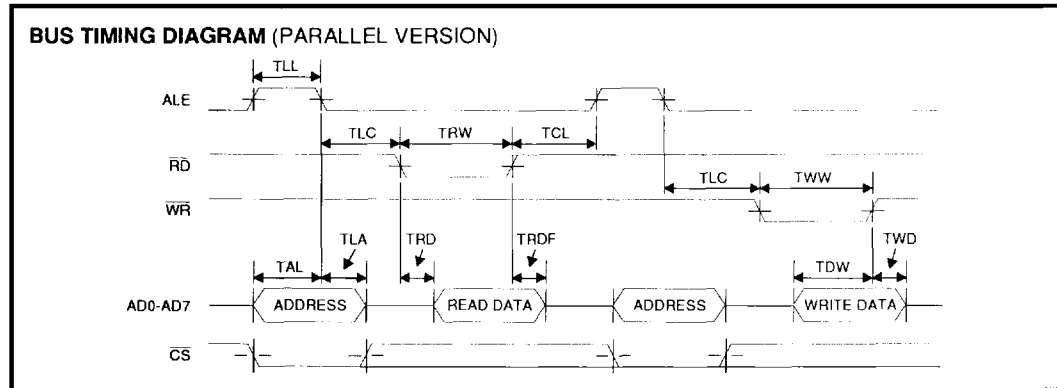 BUS TIMING DIAGRAM (PARALLEL VERSION)
TLL
ALE
TLC TRW TCL
RD
TLC TWW
WR
TLA TRD TRDF TWD
TAL TDW
AD0-AD7 ADDRESS READ DATA ADDRESS WRITE DATA
CS